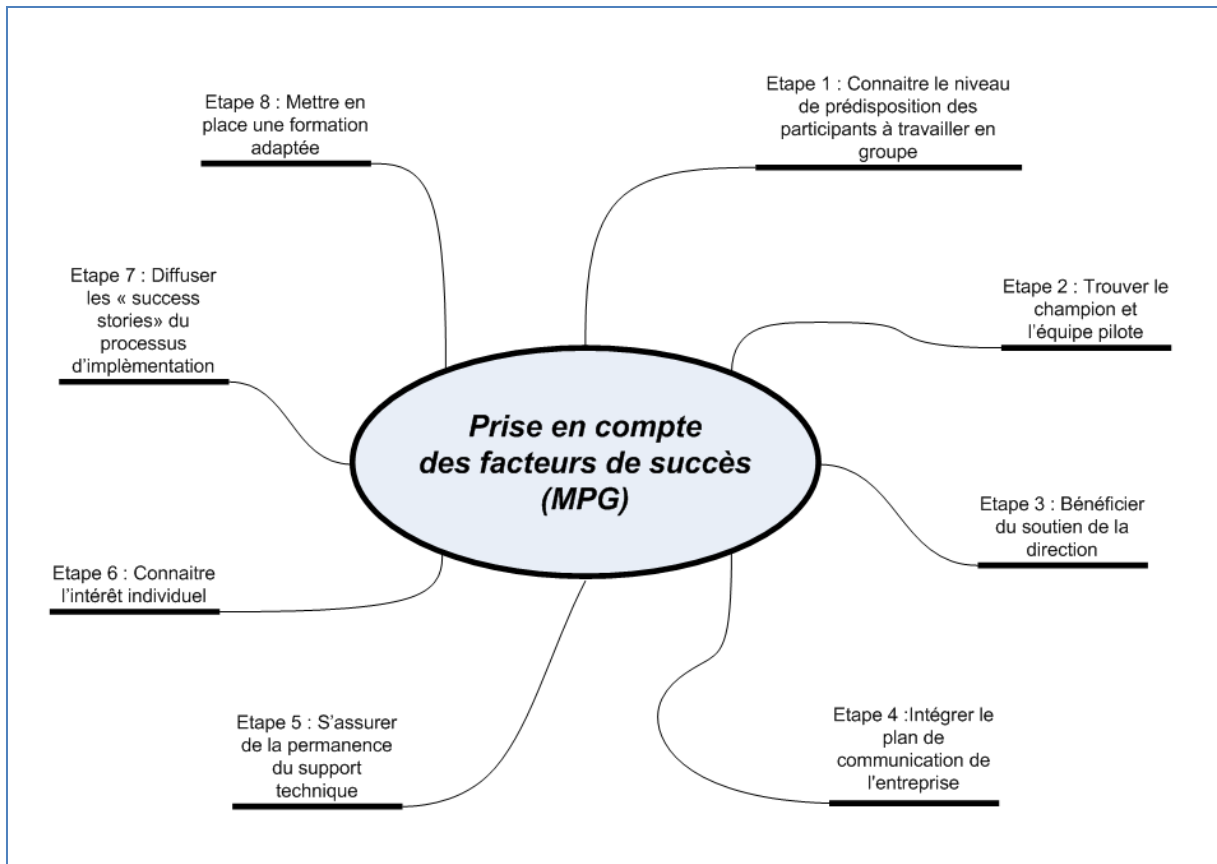 Prise en compte
des facteurs de succès
(MPG)
Etape 1 : Connaitre le niveau
de prédisposition des
participants à travailler en
groupe
Etape 2 : Trouver le
champion et
l'équipe pilote
Etape 3 : Bénéficier
du soutien de la
direction
Etape 4 :Intégrer le
plan de
communication de
l'entreprise
Etape 5 : S'assurer
de la permanence
du support
technique
Etape 6 : Connaitre
l'intérêt individuel
Etape 7 : Diffuser
les « success
stories» du
processus
d'implèmentation
Etape 8 : Mettre en
place une formation
adaptée